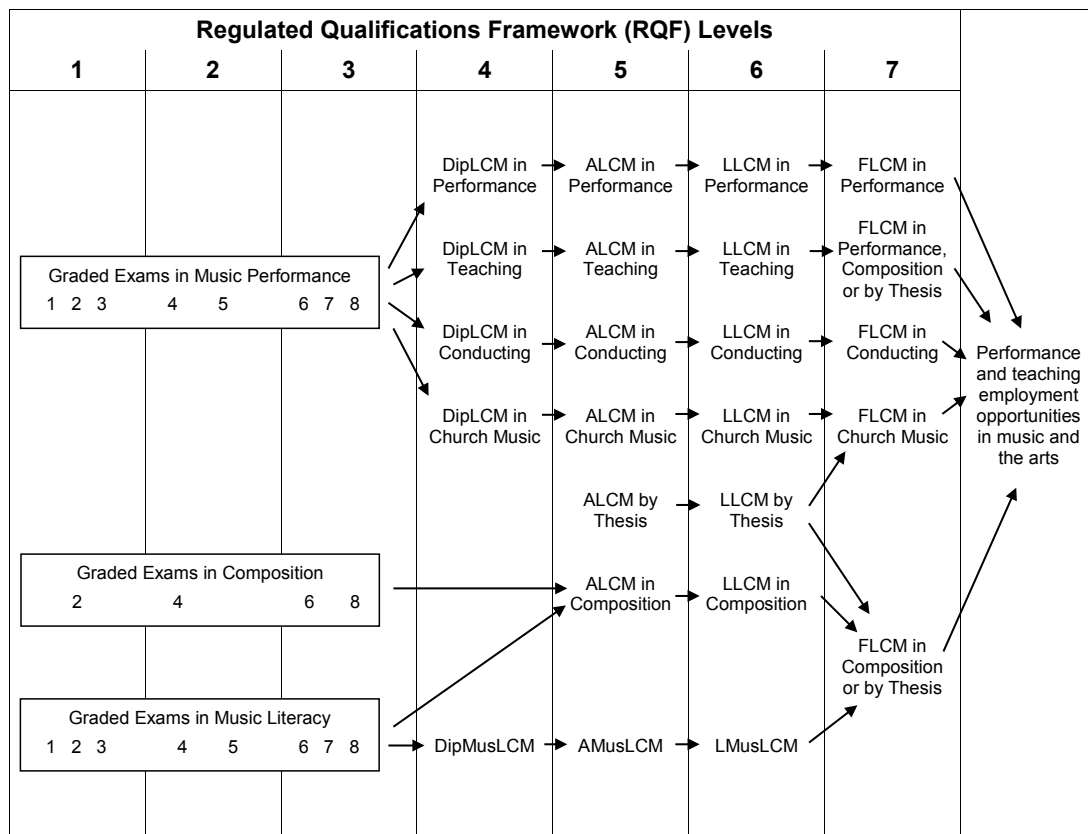 Regulated Qualifications Framework (RQF) Levels
1 2 3 4 5 6 7
DipLCM in
Performance
ALCM in
Performance
LLCM in
Performance
FLCM in
Performance
Graded Exams in Music Performance
1 2 3 4 5 6 7 8
DipLCM in
Teaching
ALCM in
Teaching
LLCM in
Teaching
FLCM in
Performance,
Composition
or by Thesis
DipLCM in
Conducting
ALCM in
Conducting
LLCM in
Conducting
FLCM in
Conducting
DipLCM in
Church Music
ALCM in
Church Music
LLCM in
Church Music
FLCM in
Church Music
Performance
and teaching
employment
opportunities
in music and
the arts
ALCM by
Thesis
LLCM by
Thesis
Graded Exams in Composition
2 4 6 8
ALCM in
Composition
LLCM in
Composition
FLCM in
Composition
or by Thesis
Graded Exams in Music Literacy
1 2 3 4 5 6 7 8
DipMusLCM
AMusLCM
LMusLCM